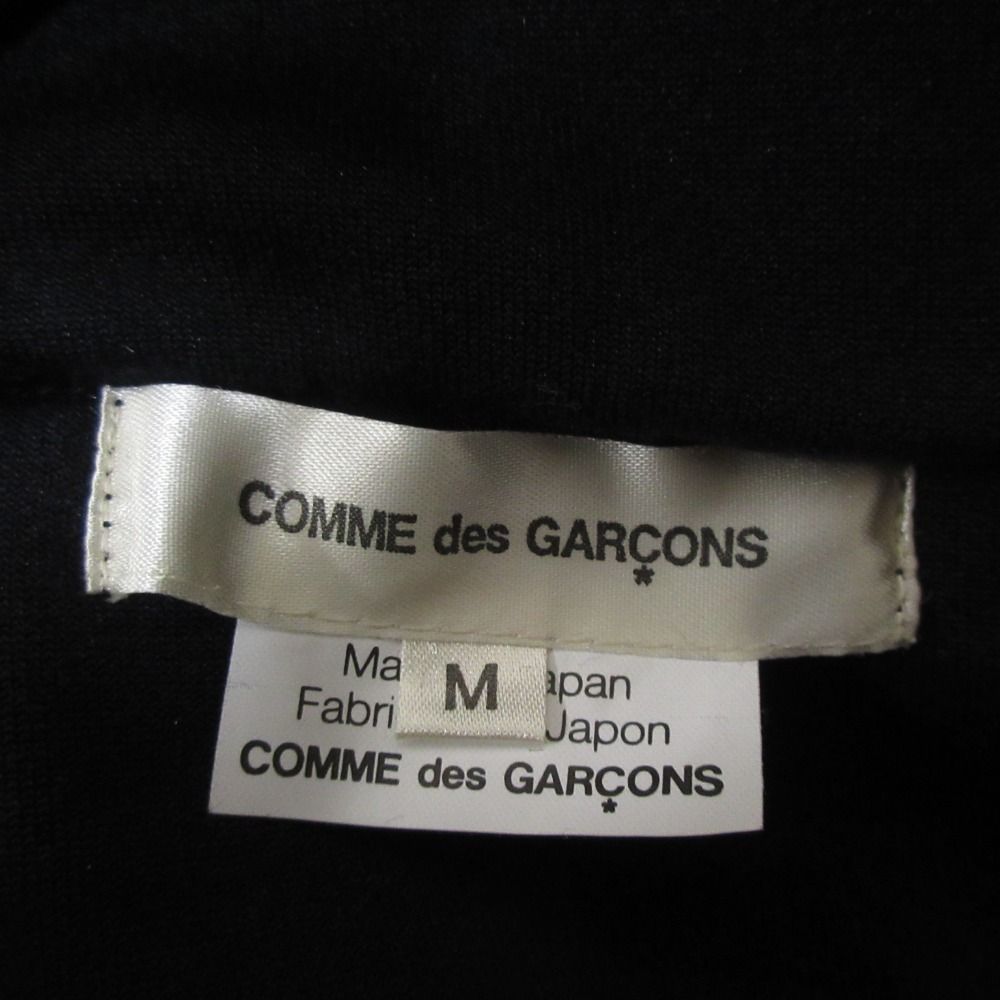 COMME des GARÇONS
*
M
Ma apan
Fabri Japon
COMME des GARÇONS
*